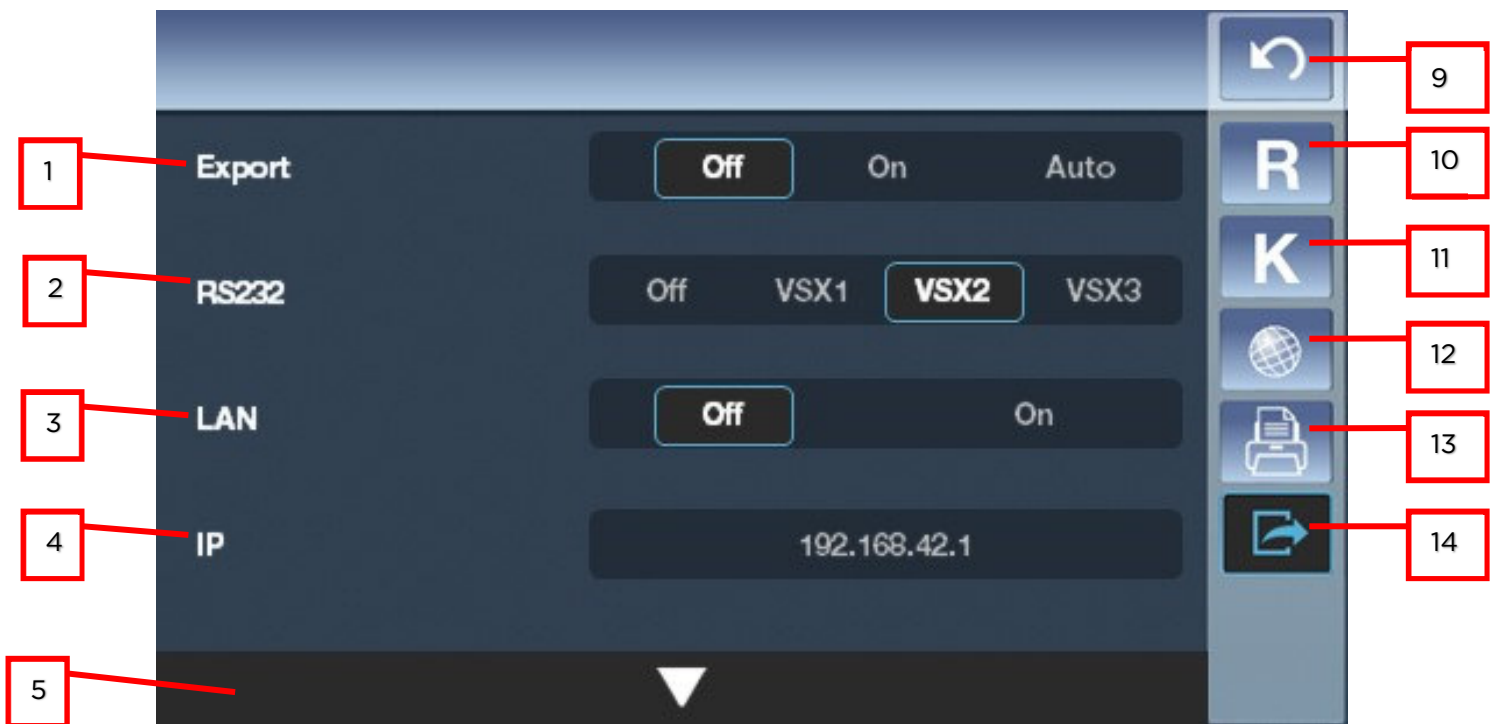 9
1 Export Off On Auto R 10
2 RS232 Off VSX1 VSX2 VSX3 K 11
12
3 LAN Off On 13
4 IP 192.168.42.1 14
5